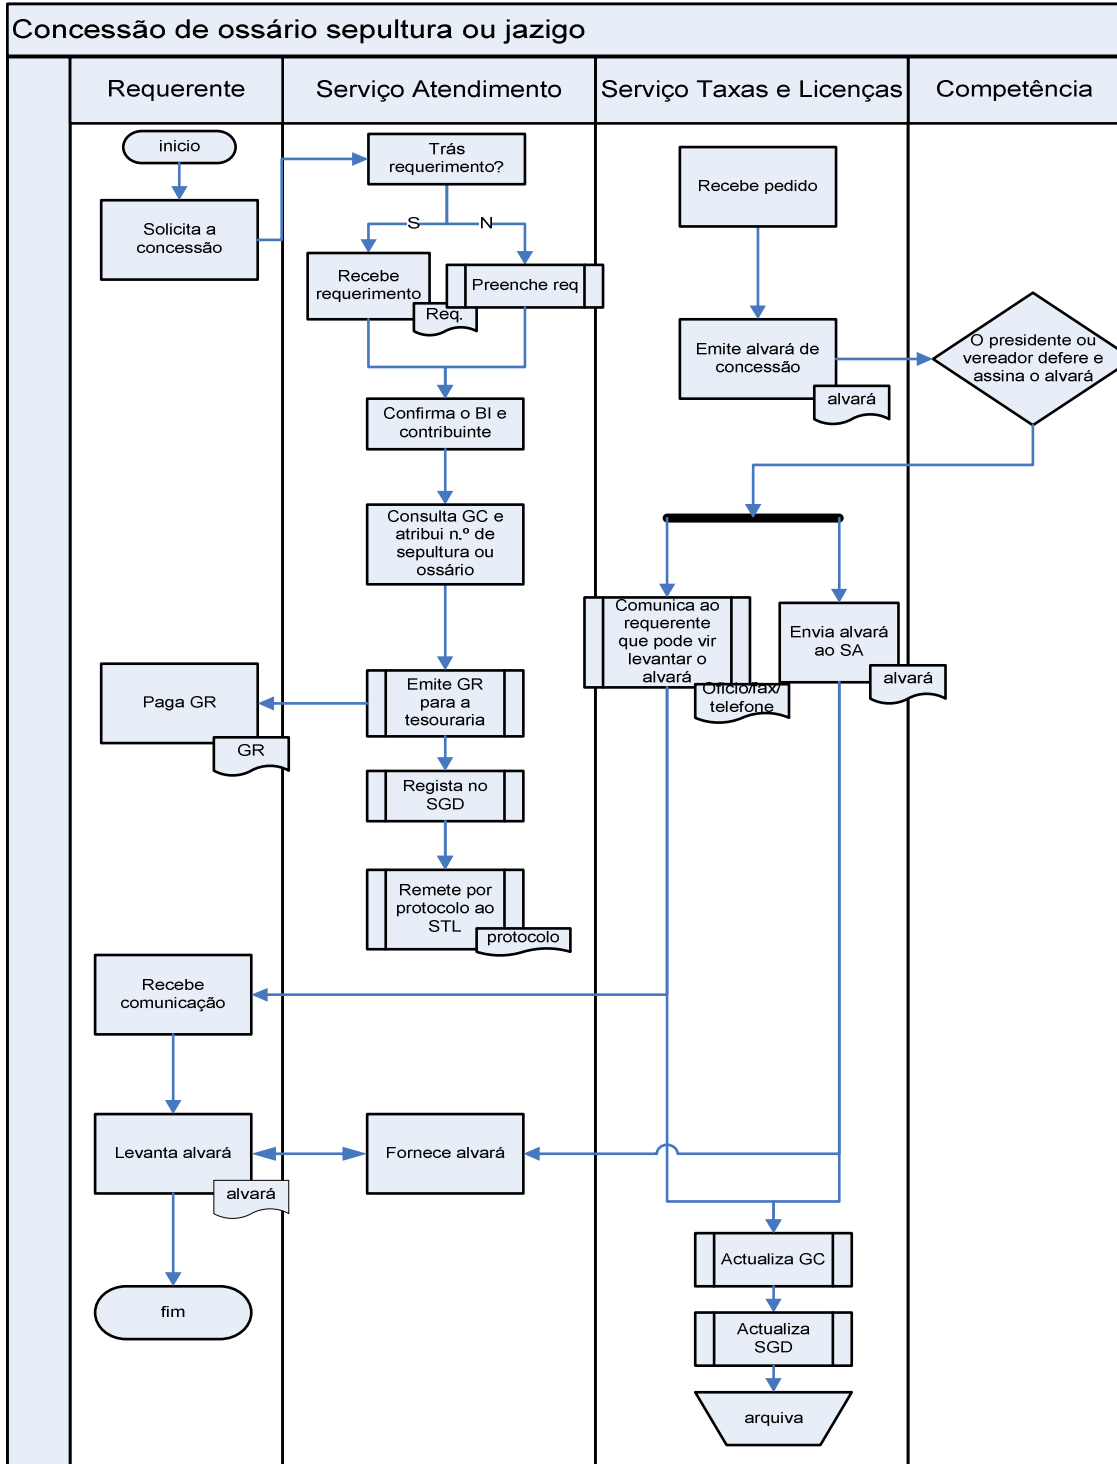 Concessão de ossário sepultura ou jazigo
Requerente
Serviço Atendimento
Serviço Taxas e Licenças
Competência
inicio
Solicita a
concessão
Trás
requerimento?
S
N
Recebe
requerimento
Req.
Preenche req
Confirma o BI e
contribuinte
Consulta GC e
atribui n.º de
sepultura ou
ossário
Emite GR
para a
tesouraria
Paga GR
GR
Regista no
SGD
Remete por
protocolo ao
STL
protocolo
Recebe pedido
Emite alvará de
concessão
alvará
O presidente ou
vereador defere e
assina o alvará
Comunica ao
requerente
que pode vir
levantar o
alvará
Oficio/fax/
telefone
Envia alvará
ao SA
alvará
Recebe
comunicação
Levanta alvará
alvará
Fornece alvará
fim
Actualiza GC
Actualiza
SGD
arquiva